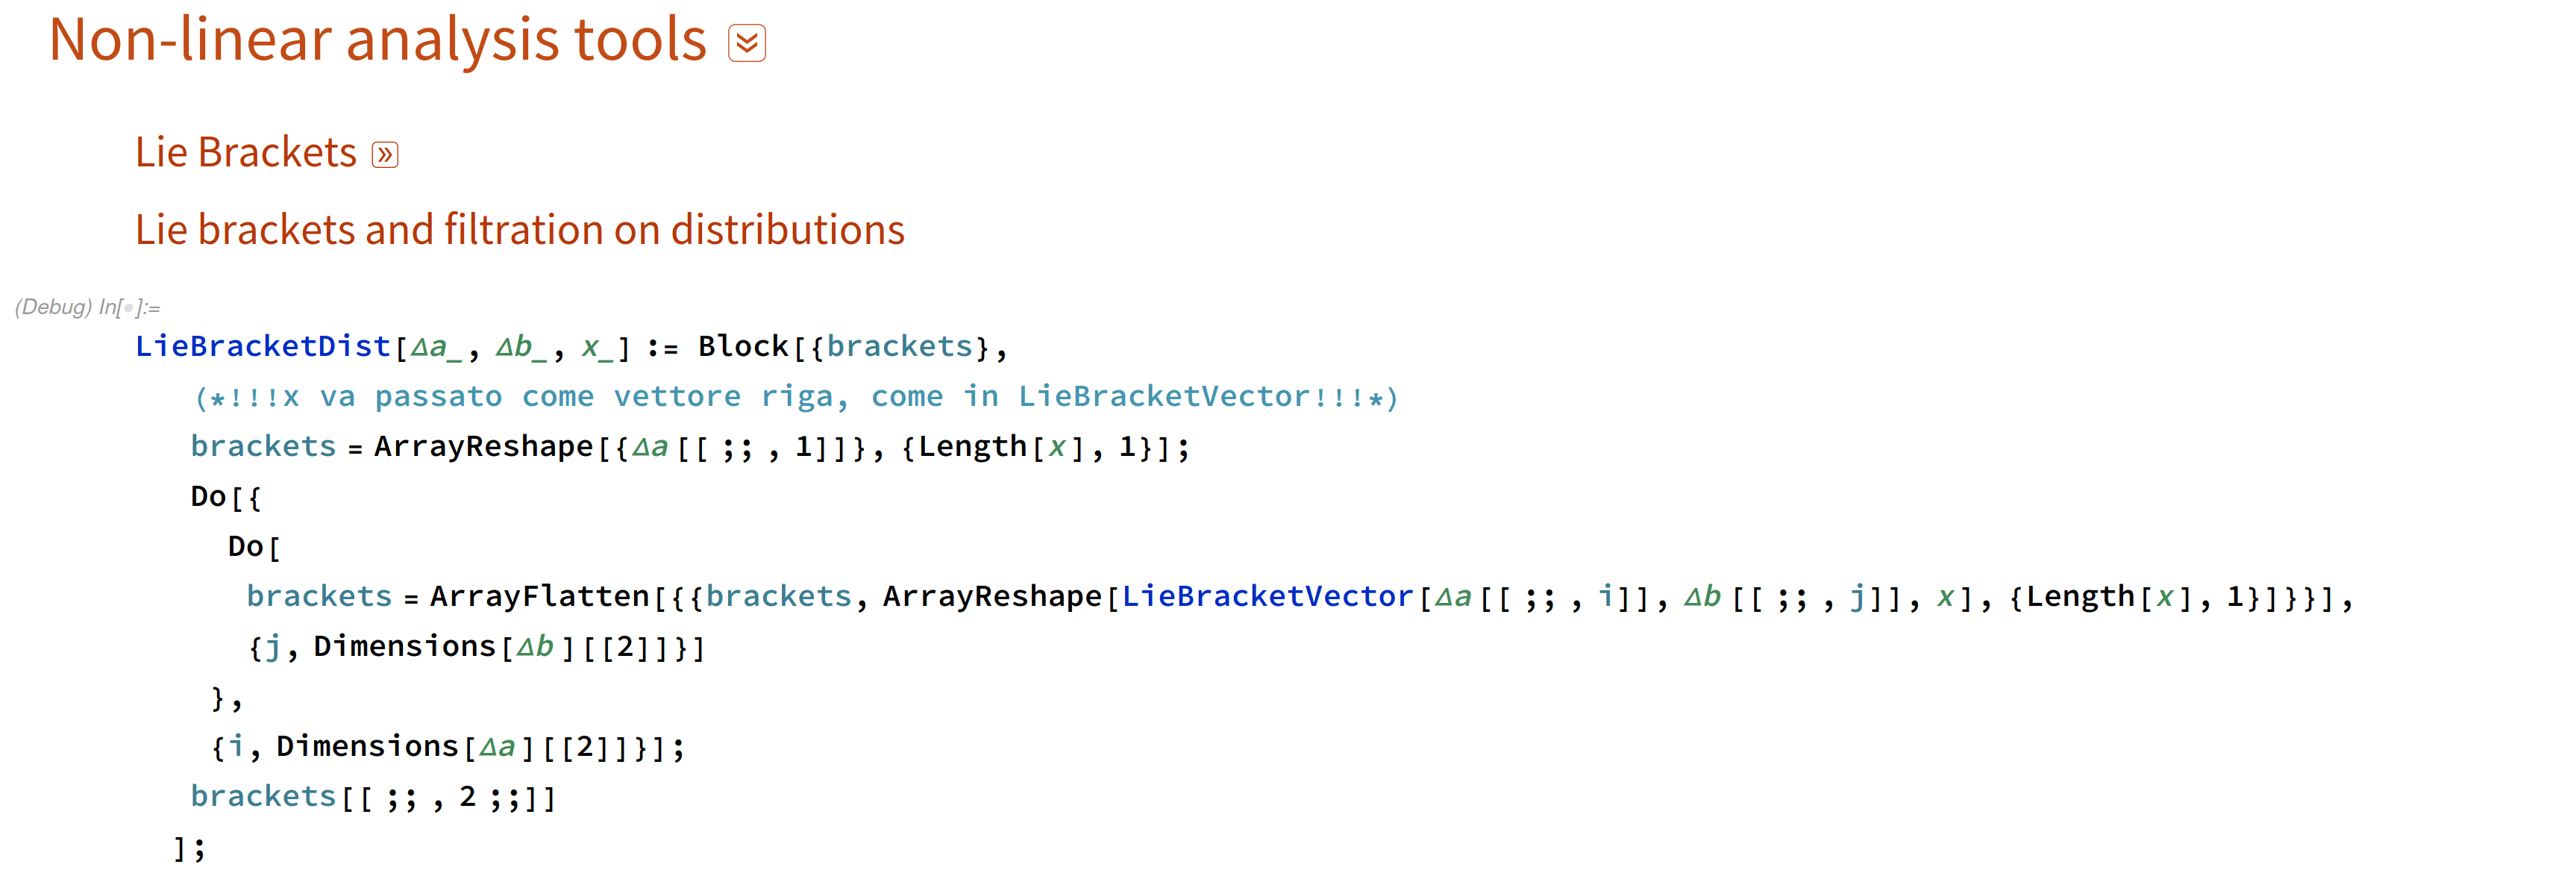 Non-linear analysis tools
Lie Brackets
Lie brackets and filtration on distributions
(Debug) In[•]:=
LieBracketDist[Δa_, Δb_, x_] := Block[{brackets},
(*!!!x va passato come vettore riga, come in LieBracketVector!!!*)
brackets = ArrayReshape[{Δa[[ ;; , 1]]}, {Length[x], 1}];
Do[{
Do[
brackets = ArrayFlatten[{{brackets, ArrayReshape[LieBracketVector[Δa[[ ;; , i]], Δb[[ ;; , j]], x], {Length[x], 1}]}}],
{j, Dimensions[Δb][[2]]}]
},
{i, Dimensions[Δa][[2]]}];
brackets[[ ;; , 2 ;;]]
];